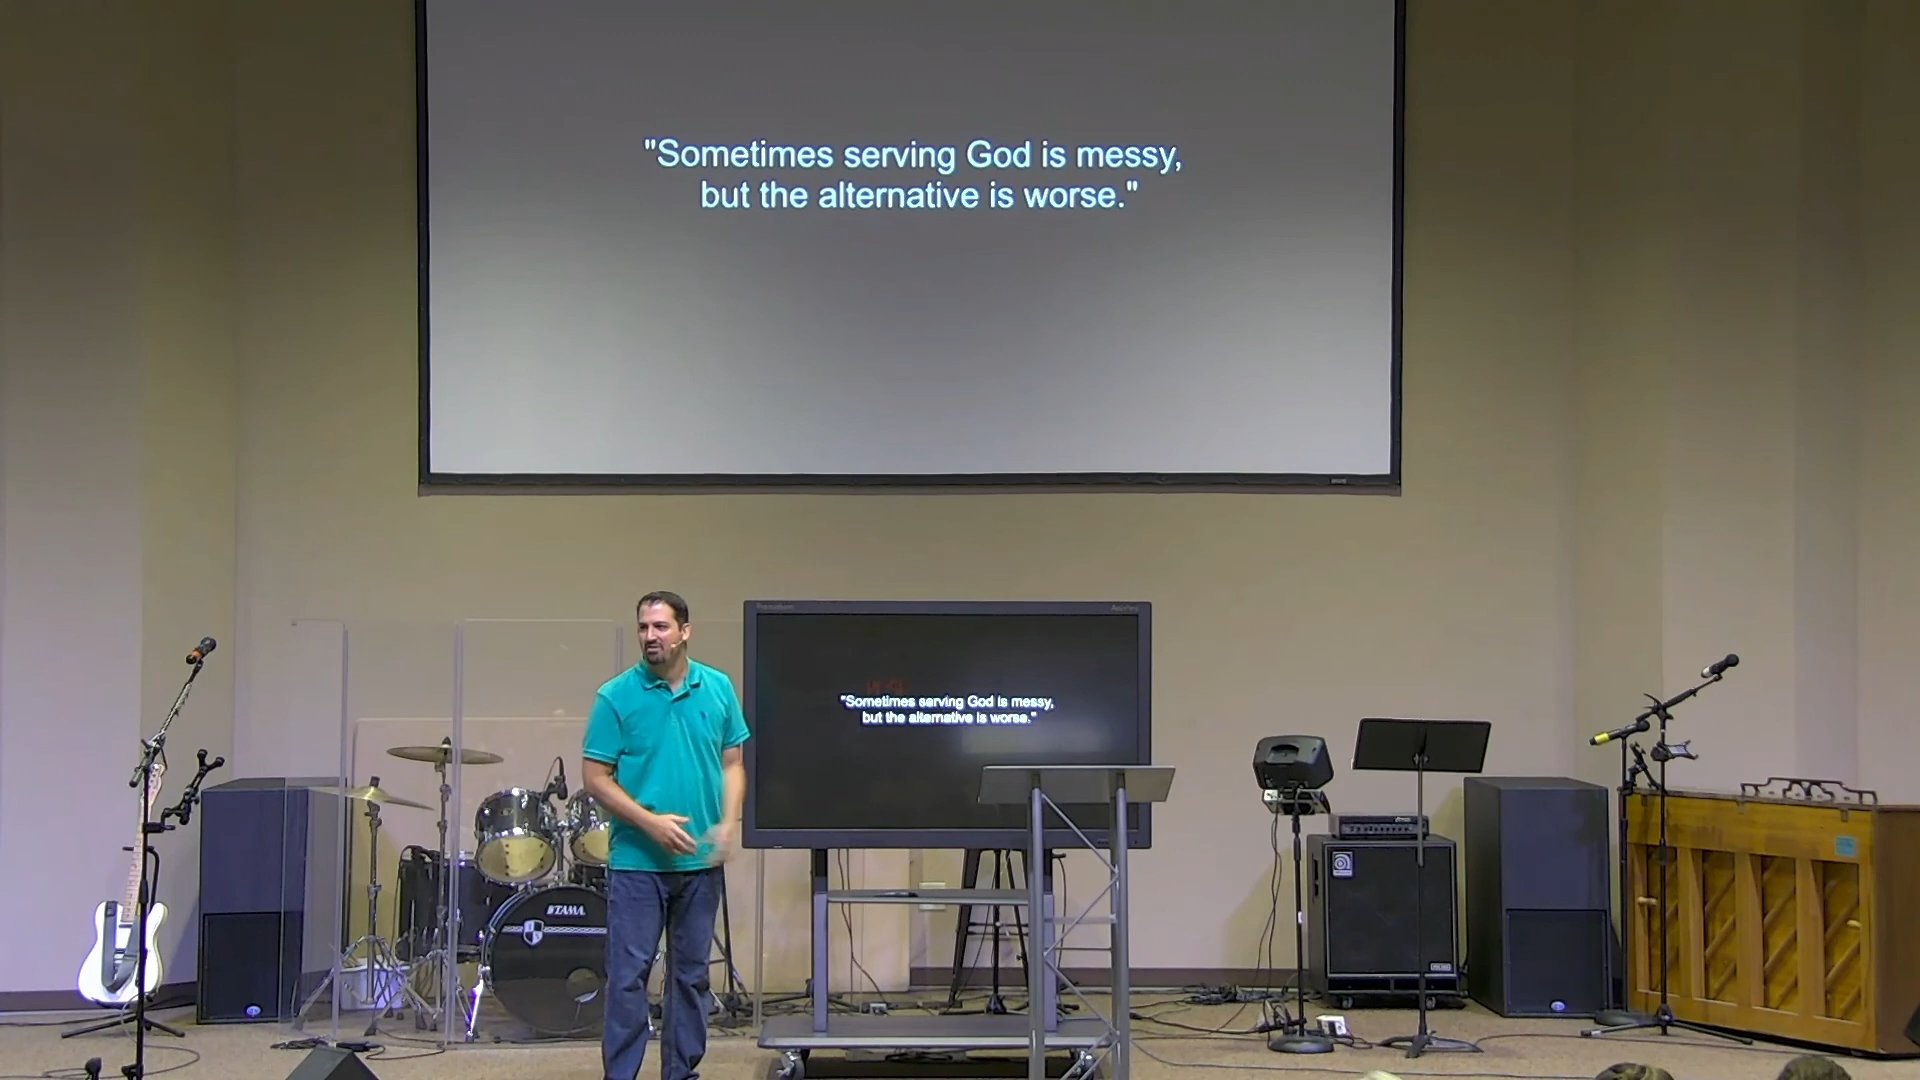 "Sometimes serving God is messy,
but the alternative is worse."
"Sometimes serving God is messy,
but the alternative is worse."
TAMA